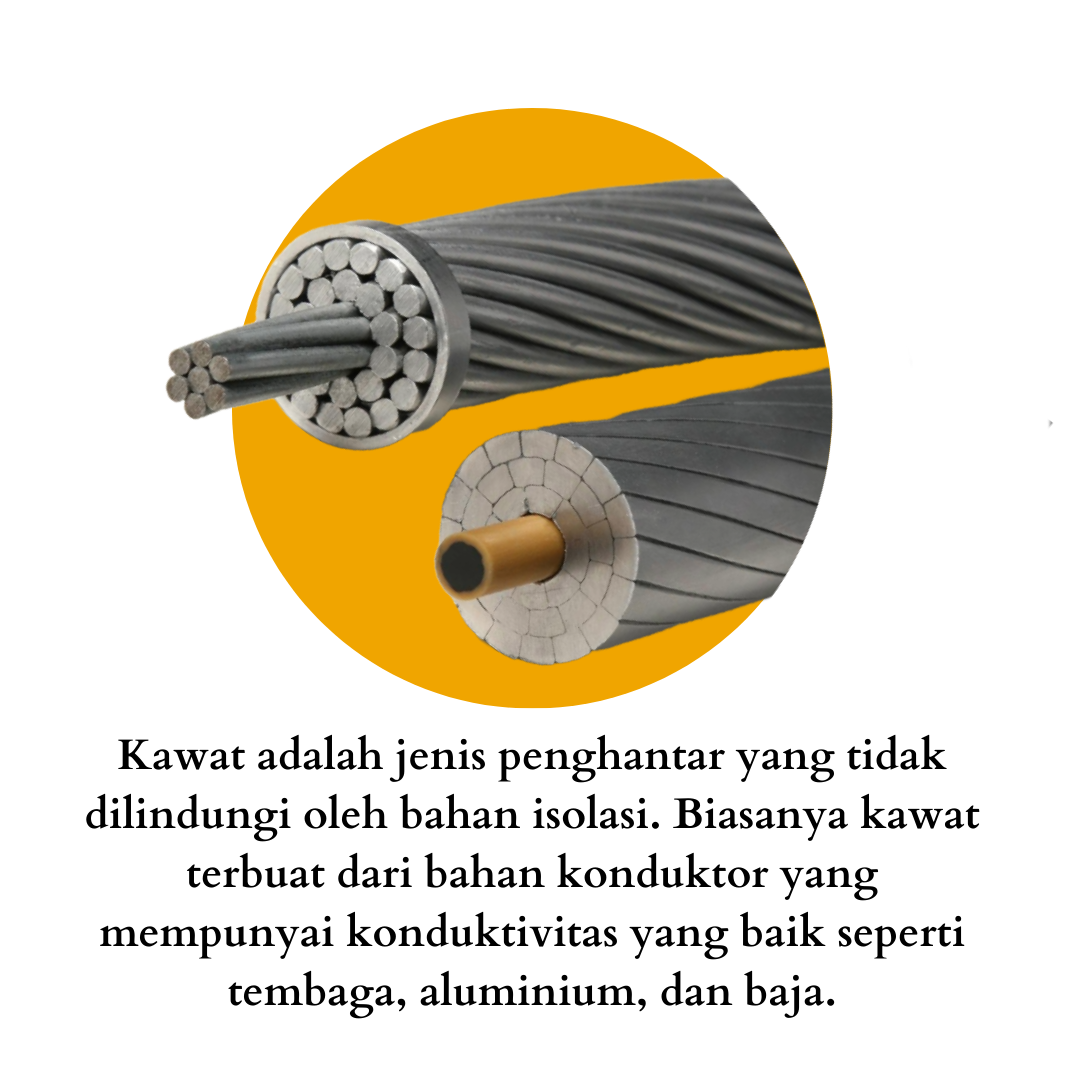 Kawat adalah jenis penghantar yang tidak
dilindungi oleh bahan isolasi. Biasanya kawat
terbuat dari bahan konduktor yang
mempunyai konduktivitas yang baik seperti
tembaga, aluminium, dan baja.